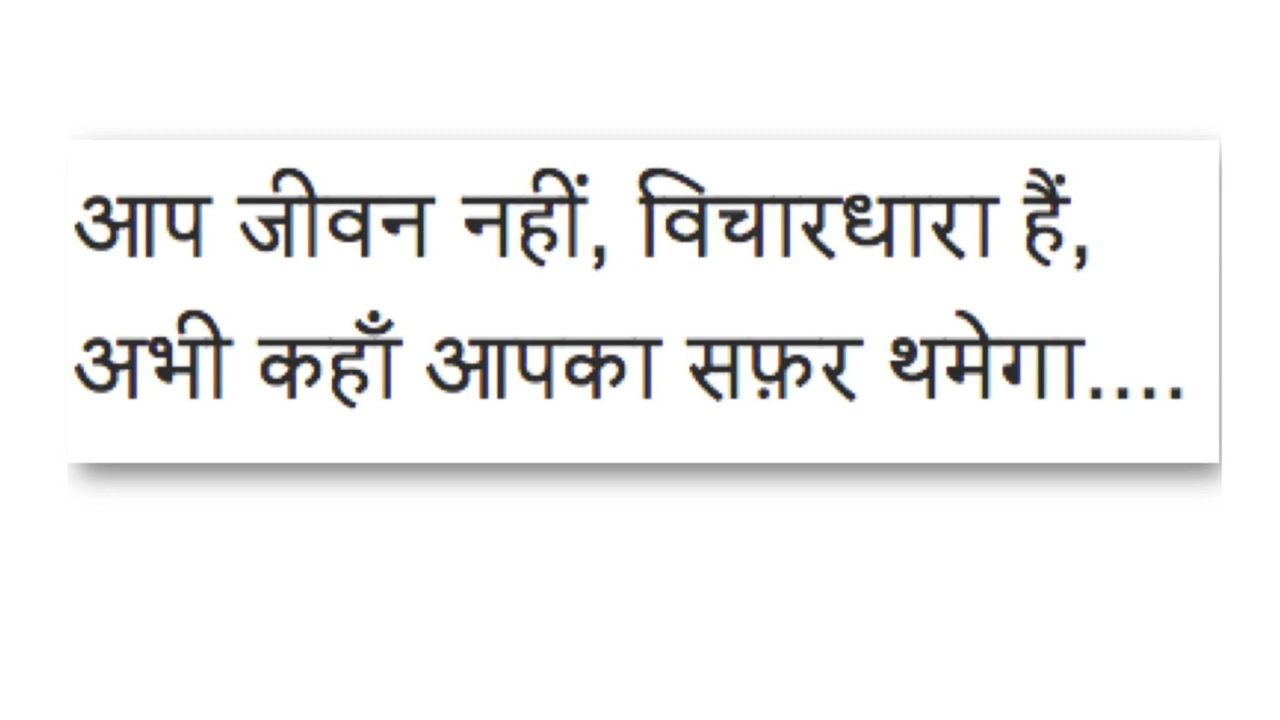 आप जीवन नहीं, विचारधारा हैं,
अभी कहाँ आपका सफ़र थमेगा....